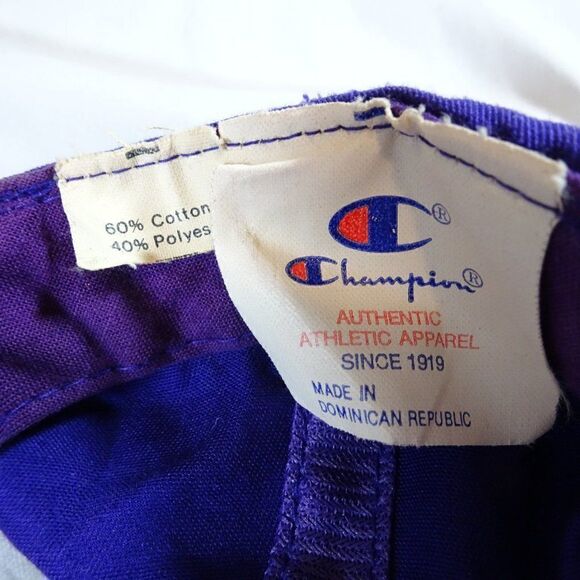 60% Cotton
40% Polyes
®
Champion®
AUTHENTIC
ATHLETIC APPAREL
SINCE 1919
MADE IN
DOMINICAN REPUBLIC